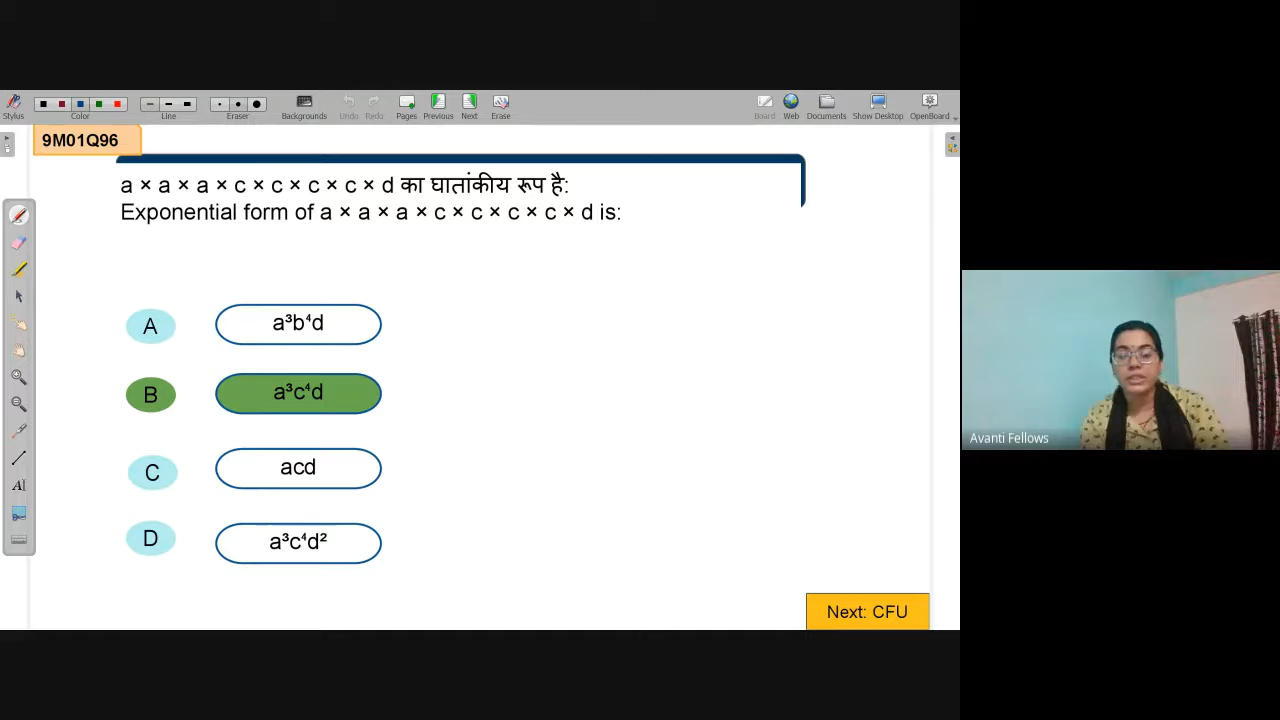 Stylus
Color
Line
Eraser
Backgrounds
Undo
Redo
Pages
Previous
Next
Erase
Board
Web
Documents
Show Desktop
OpenBoard
9M01Q96
a × a × a × c × c × c × c × d का घातांकीय रूप है:
Exponential form of a × a × a × c × c × c × c × d is:
A a³b⁴d
B a³c⁴d
C acd
D a³c⁴d²
Next: CFU
Avanti Fellows